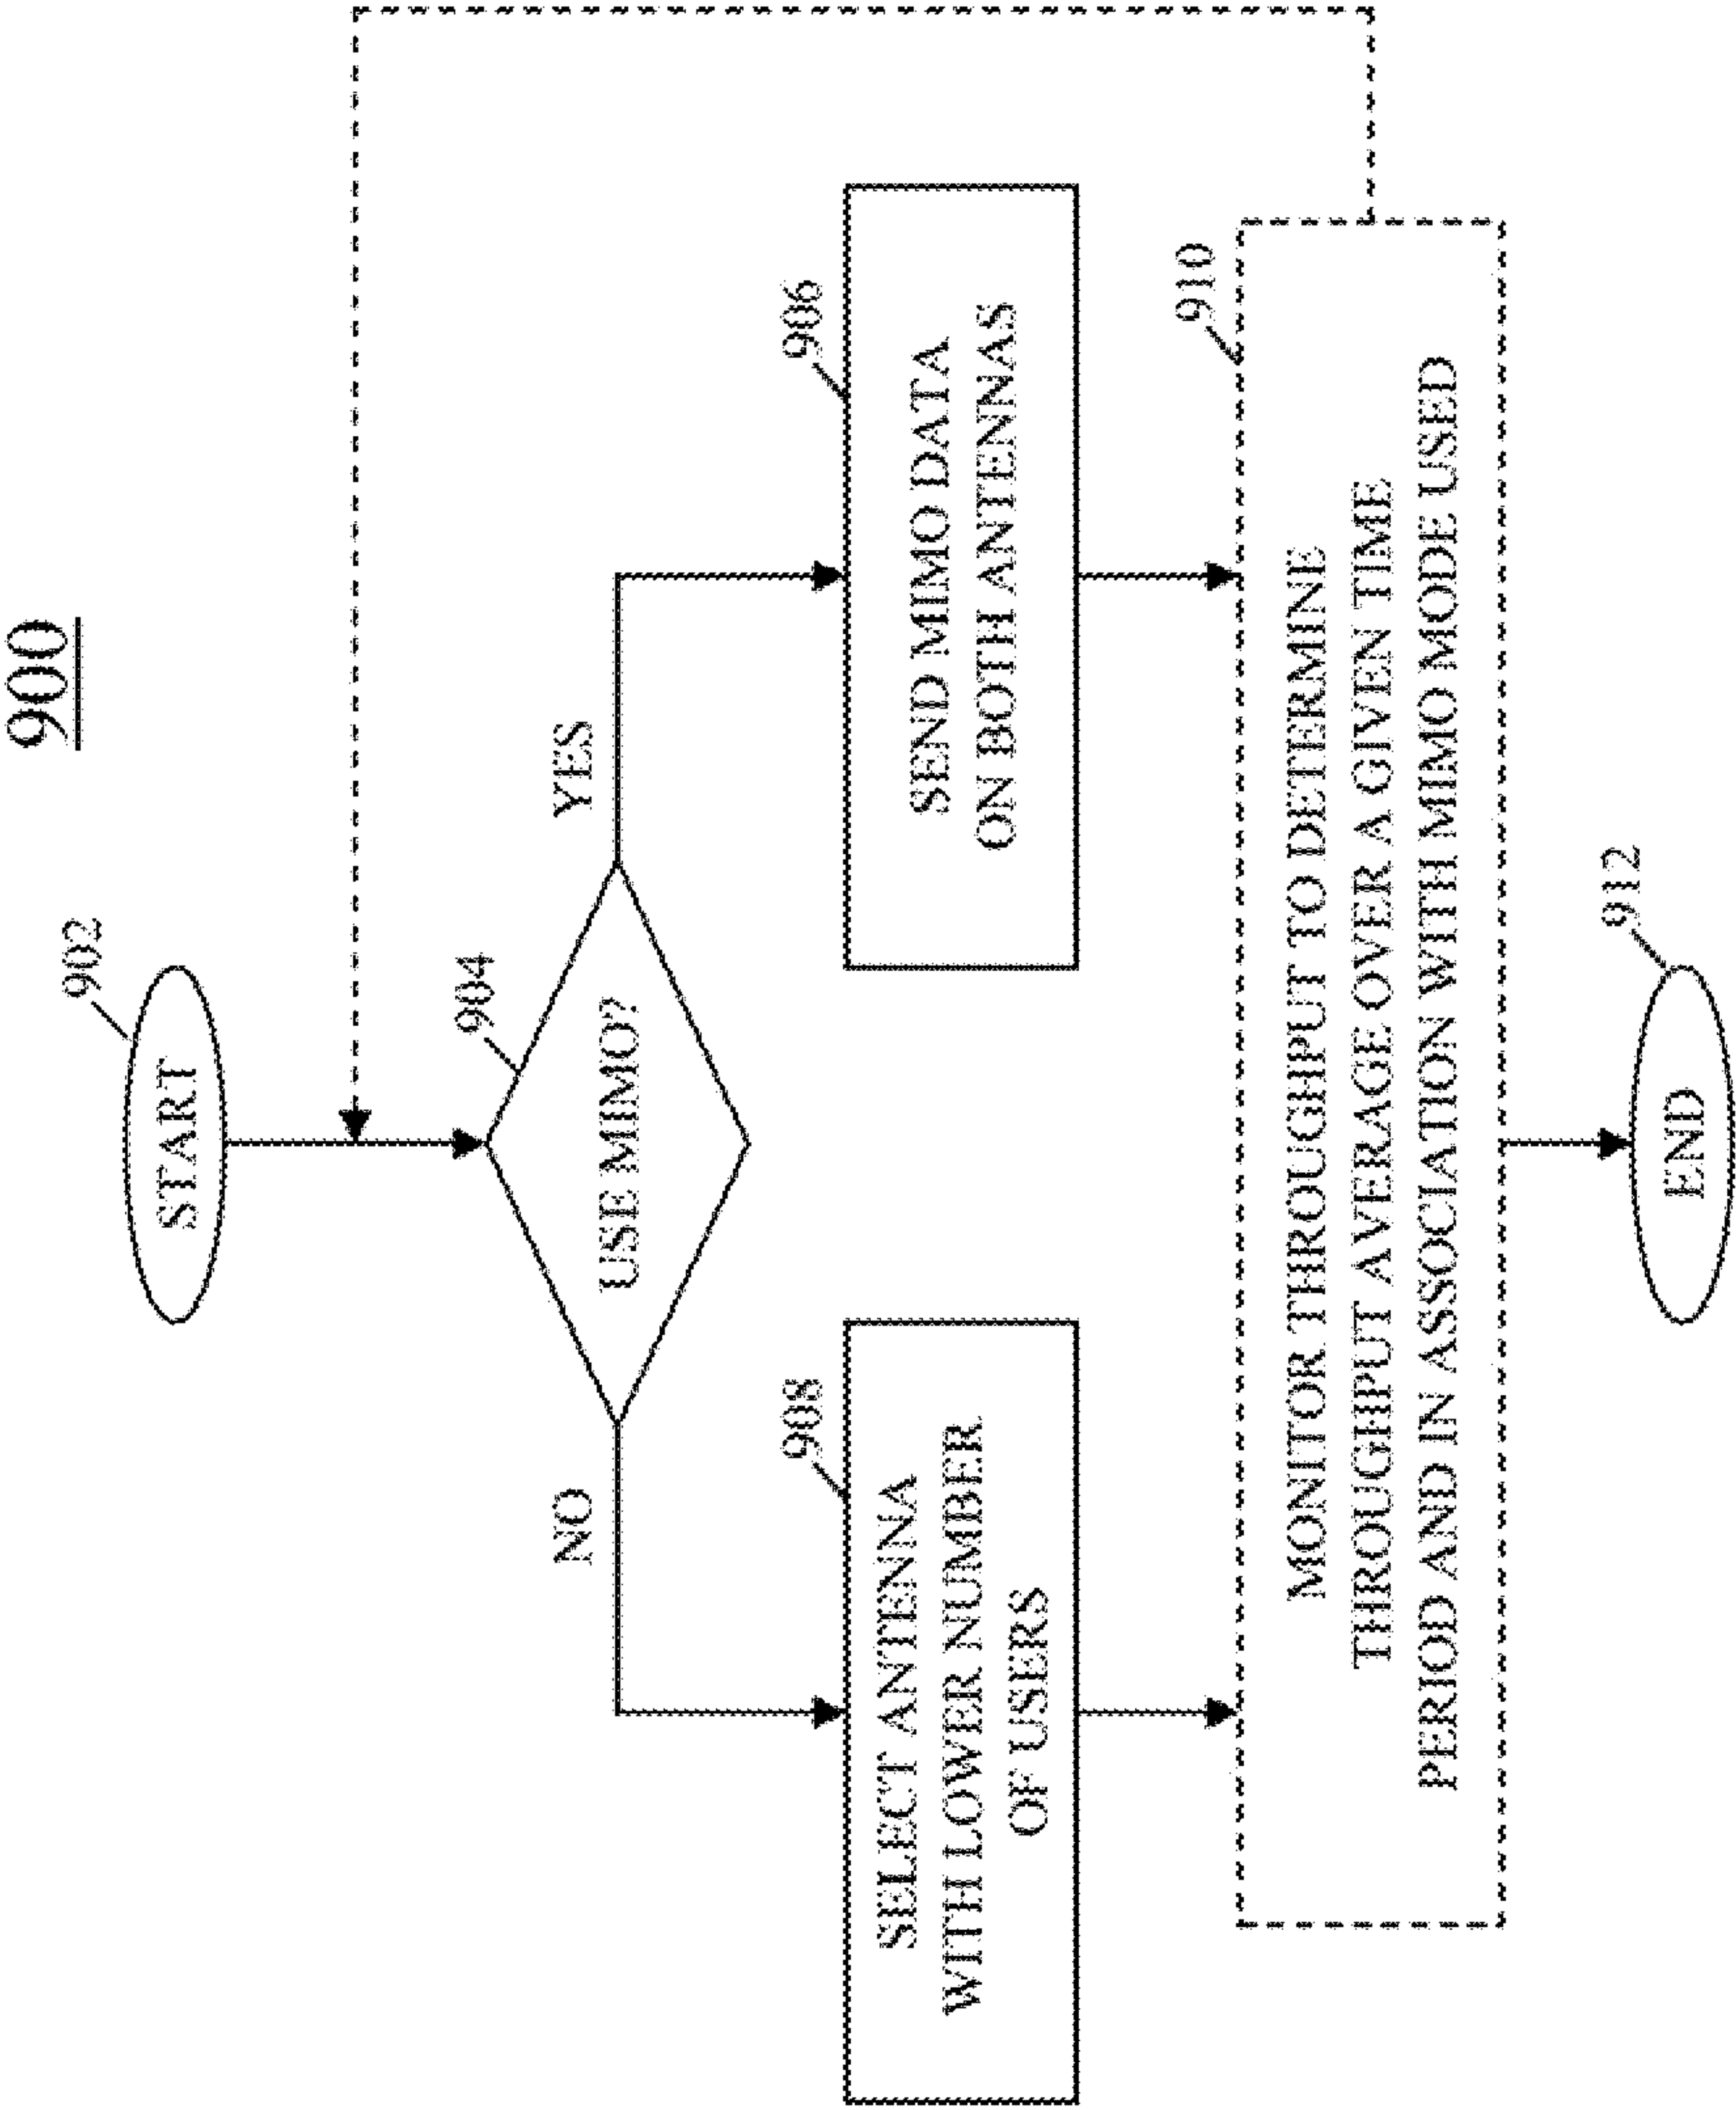 900
902
START
904
USE MIMO?
NO
YES
908
SELECT ANTENNA
WITH LOWER NUMBER
OF USERS
906
SEND MIMO DATA
ON BOTH ANTENNAS
910
MONITOR THROUGHPUT TO DETERMINE
THROUGHPUT AVERAGE OVER A GIVEN TIME
PERIOD AND IN ASSOCIATION WITH MIMO MODE USED
912
END